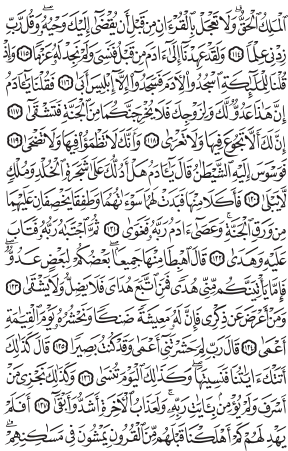 ٱلْمَلِكُ ٱلْحَقُّ ۗ وَلَا تَعْجَلْ بِٱلْقُرْءَانِ مِن قَبْلِ أَن يُقْضَىٰٓ إِلَيْكَ وَحْيُهُۥ ۖ وَقُل رَّبِّ
زِدْنِى عِلْمًا ١١٤ وَلَقَدْ عَهِدْنَآ إِلَىٰٓ ءَادَمَ مِن قَبْلُ فَنَسِىَ وَلَمْ نَجِدْ لَهُۥ عَزْمًا ١١٥ وَإِذْ
قُلْنَا لِلْمَلَٰٓئِكَةِ ٱسْجُدُوا۟ لِءَادَمَ فَسَجَدُوٓا۟ إِلَّآ إِبْلِيسَ أَبَىٰ ١١٦ فَقُلْنَا يَٰٓـَٔادَمُ
إِنَّ هَٰذَا عَدُوٌّ لَّكَ وَلِزَوْجِكَ فَلَا يُخْرِجَنَّكُمَا مِنَ ٱلْجَنَّةِ فَتَشْقَىٰٓ
١١٧ إِنَّ لَكَ أَلَّا تَجُوعَ فِيهَا وَلَا تَعْرَىٰ ١١٨ وَأَنَّكَ لَا تَظْمَؤُا۟ فِيهَا وَلَا تَضْحَىٰ ١١٩
فَوَسْوَسَ إِلَيْهِ ٱلشَّيْطَٰنُ قَالَ يَٰٓـَٔادَمُ هَلْ أَدُلُّكَ عَلَىٰ شَجَرَةِ ٱلْخُلْدِ وَمُلْكٍ
لَّا يَبْلَىٰ ١٢٠ فَأَكَلَا مِنْهَا فَبَدَتْ لَهُمَا سَوْءَٰتُهُمَا وَطَفِقَا يَخْصِفَانِ عَلَيْهِمَا
مِن وَرَقِ ٱلْجَنَّةِ ۚ وَعَصَىٰٓ ءَادَمُ رَبَّهُۥ فَغَوَىٰ ١٢١ ثُمَّ ٱجْتَبَٰهُ رَبُّهُۥ فَتَابَ
عَلَيْهِ وَهَدَىٰ ١٢٢ قَالَ ٱهْبِطَا مِنْهَا جَمِيعًۢا ۖ بَعْضُكُمْ لِبَعْضٍ عَدُوٌّ ۖ
فَإِمَّا يَأْتِيَنَّكُم مِّنِّى هُدًى فَمَنِ ٱتَّبَعَ هُدَاىَ فَلَا يَضِلُّ وَلَا يَشْقَىٰ ١٢٣
وَمَنْ أَعْرَضَ عَن ذِكْرِى فَإِنَّ لَهُۥ مَعِيشَةً ضَنكًا وَنَحْشُرُهُۥ يَوْمَ ٱلْقِيَٰمَةِ
أَعْمَىٰ ١٢٤ قَالَ رَبِّ لِمَ حَشَرْتَنِىٓ أَعْمَىٰ وَقَدْ كُنتُ بَصِيرًا ١٢٥ قَالَ كَذَٰلِكَ
أَتَتْكَ ءَايَٰتُنَا فَنَسِيتَهَا ۖ وَكَذَٰلِكَ ٱلْيَوْمَ تُنسَىٰ ١٢٦ وَكَذَٰلِكَ نَجْزِى مَنْ
أَسْرَفَ وَلَمْ يُؤْمِنۢ بِـَٔايَٰتِ رَبِّهِۦ ۚ وَلَعَذَابُ ٱلْءَاخِرَةِ أَشَدُّ وَأَبْقَىٰٓ ١٢٧ أَفَلَمْ
يَهْدِ لَهُمْ كَمْ أَهْلَكْنَا قَبْلَهُم مِّنَ ٱلْقُرُونِ يَمْشُونَ فِى مَسَٰكِنِهِمْ ۗ